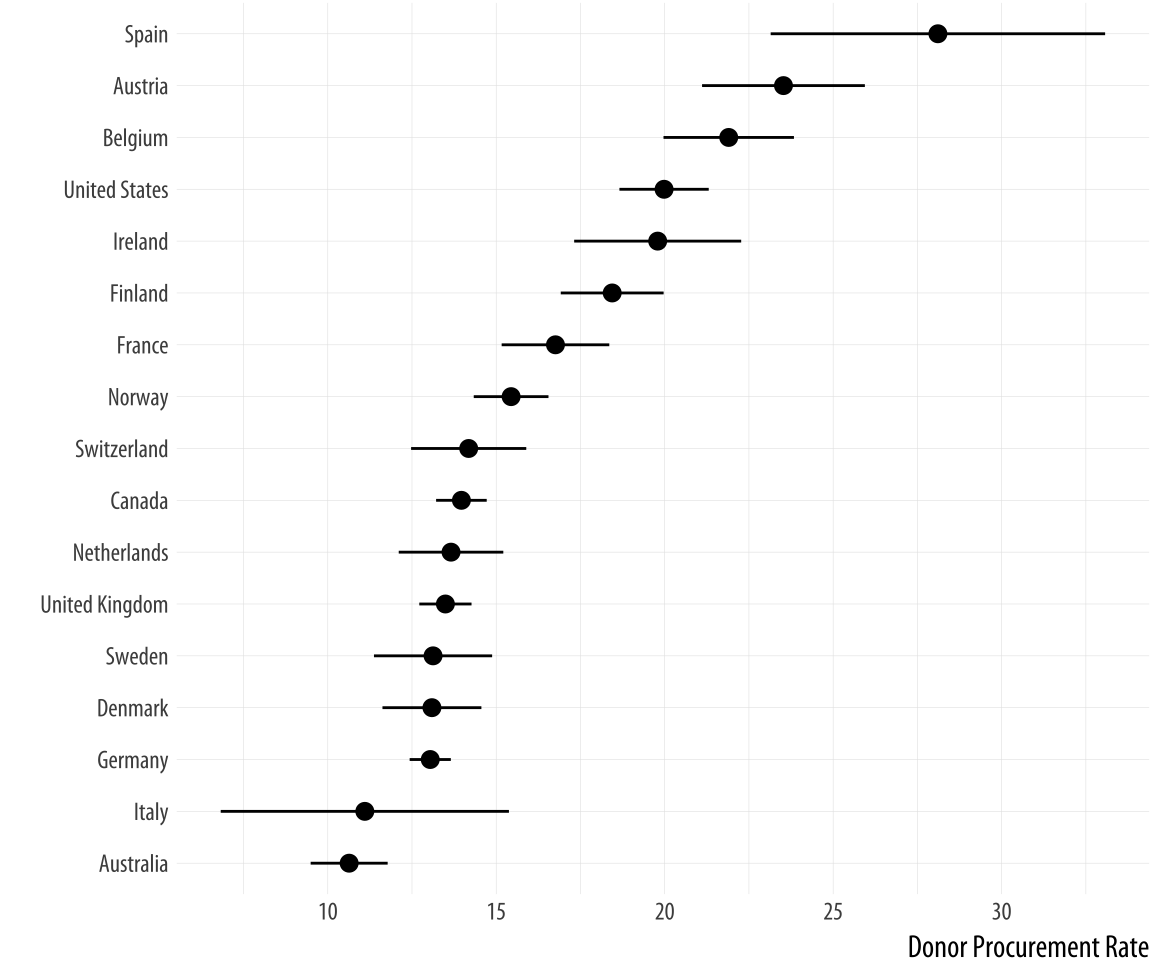 Spain
Austria
Belgium
United States
Ireland
Finland
France
Norway
Switzerland
Canada
Netherlands
United Kingdom
Sweden
Denmark
Germany
Italy
Australia
10 15 20 25 30
Donor Procurement Rate